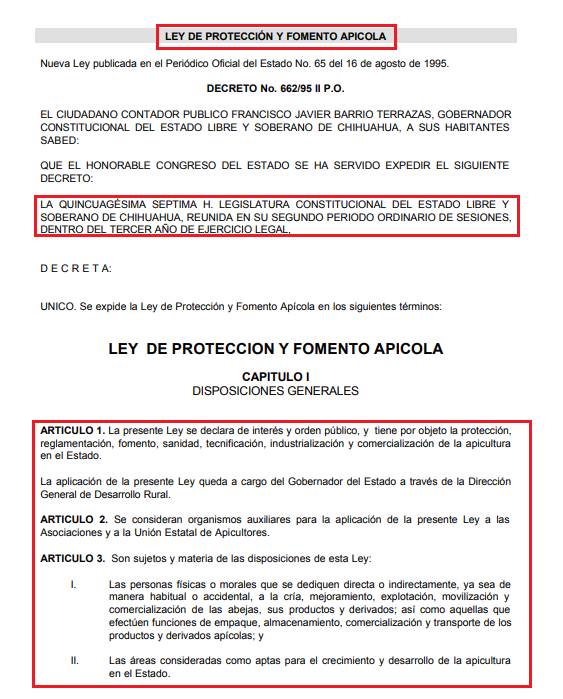 LEY DE PROTECCIÓN Y FOMENTO APICOLA
Nueva Ley publicada en el Periódico Oficial del Estado No. 65 del 16 de agosto de 1995.
DECRETO No. 662/95 II P.O.
EL CIUDADANO CONTADOR PUBLICO FRANCISCO JAVIER BARRIO TERRAZAS, GOBERNADOR
CONSTITUCIONAL DEL ESTADO LIBRE Y SOBERANO DE CHIHUAHUA, A SUS HABITANTES
SABED:
QUE EL HONORABLE CONGRESO DEL ESTADO SE HA SERVIDO EXPEDIR EL SIGUIENTE
DECRETO:
LA QUINCUAGÉSIMA SEPTIMA H. LEGISLATURA CONSTITUCIONAL DEL ESTADO LIBRE Y
SOBERANO DE CHIHUAHUA, REUNIDA EN SU SEGUNDO PERIODO ORDINARIO DE SESIONES,
DENTRO DEL TERCER AÑO DE EJERCICIO LEGAL,
D E C R E T A:
UNICO. Se expide la Ley de Protección y Fomento Apícola en los siguientes términos:
LEY DE PROTECCION Y FOMENTO APICOLA
CAPITULO I
DISPOSICIONES GENERALES
ARTICULO 1. La presente Ley se declara de interés y orden público, y tiene por objeto la protección,
reglamentación, fomento, sanidad, tecnificación, industrialización y comercialización de la apicultura
en el Estado.
La aplicación de la presente Ley queda a cargo del Gobernador del Estado a través de la Dirección
General de Desarrollo Rural.
ARTICULO 2. Se consideran organismos auxiliares para la aplicación de la presente Ley a las
Asociaciones y a la Unión Estatal de Apicultores.
ARTICULO 3. Son sujetos y materia de las disposiciones de esta Ley:
I. Las personas físicas o morales que se dediquen directa o indirectamente, ya sea de
manera habitual o accidental, a la cría, mejoramiento, explotación, movilización y
comercialización de las abejas, sus productos y derivados; así como aquellas que
efectúen funciones de empaque, almacenamiento, comercialización y transporte de los
productos y derivados apícolas; y
II. Las áreas consideradas como aptas para el crecimiento y desarrollo de la apicultura
en el Estado.